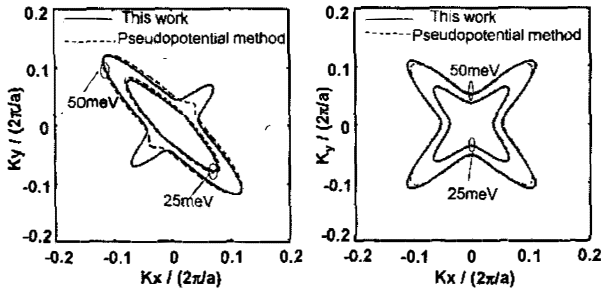 This work
Pseudopotential method
0.2
0.1
0
-0.1
-0.2
Ky / (2π/a)
50meV
25meV
-0.2 -0.1 0 0.1 0.2
Kx / (2π/a)
This work
Pseudopotential method
0.2
0.1
0
-0.1
-0.2
Ky / (2π/a)
50meV
25meV
-0.2 -0.1 0 0.1 0.2
Kx / (2π/a)